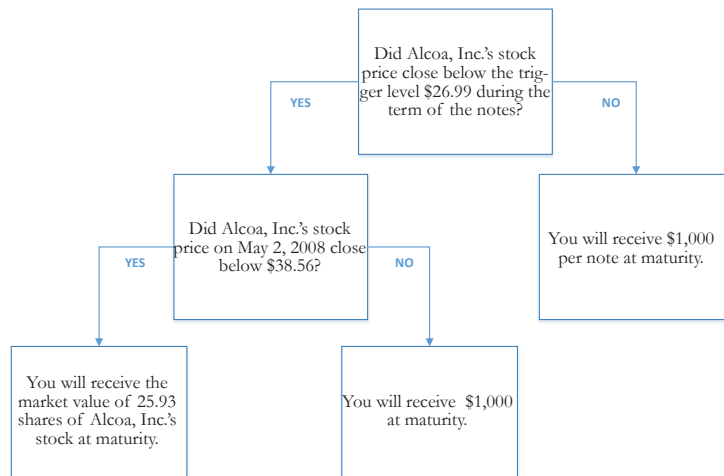 Did Alcoa, Inc.'s stock
price close below the trig-
ger level $26.99 during the
term of the notes?
YES
NO
Did Alcoa, Inc.'s stock
price on May 2, 2008 close
below $38.56?
You will receive $1,000
per note at maturity.
YES
NO
You will receive the
market value of 25.93
shares of Alcoa, Inc.'s
stock at maturity.
You will receive $1,000
at maturity.